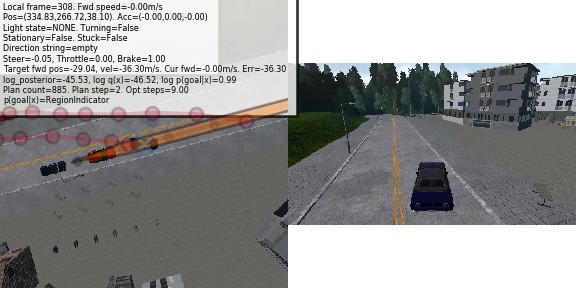 Local frame=308. Fwd speed=-0.00m/s
Pos=(334.83,266.72,38.10). Acc=(-0.00,0.00,-0.00)
Light state=NONE. Turning=False
Stationary=False. Stuck=False
Direction string=empty
Steer=-0.05, Throttle=0.00, Brake=1.00
Target fwd pos=-29.04, vel=-36.30m/s. Cur fwd=-0.00m/s. Err=-36.30
log_posterior=-45.53, log q(x)=-46.52, log p(goal|x)=0.99
Plan count=885. Plan step=2. Opt steps=9.00
p(goal|x)=RegionIndicator